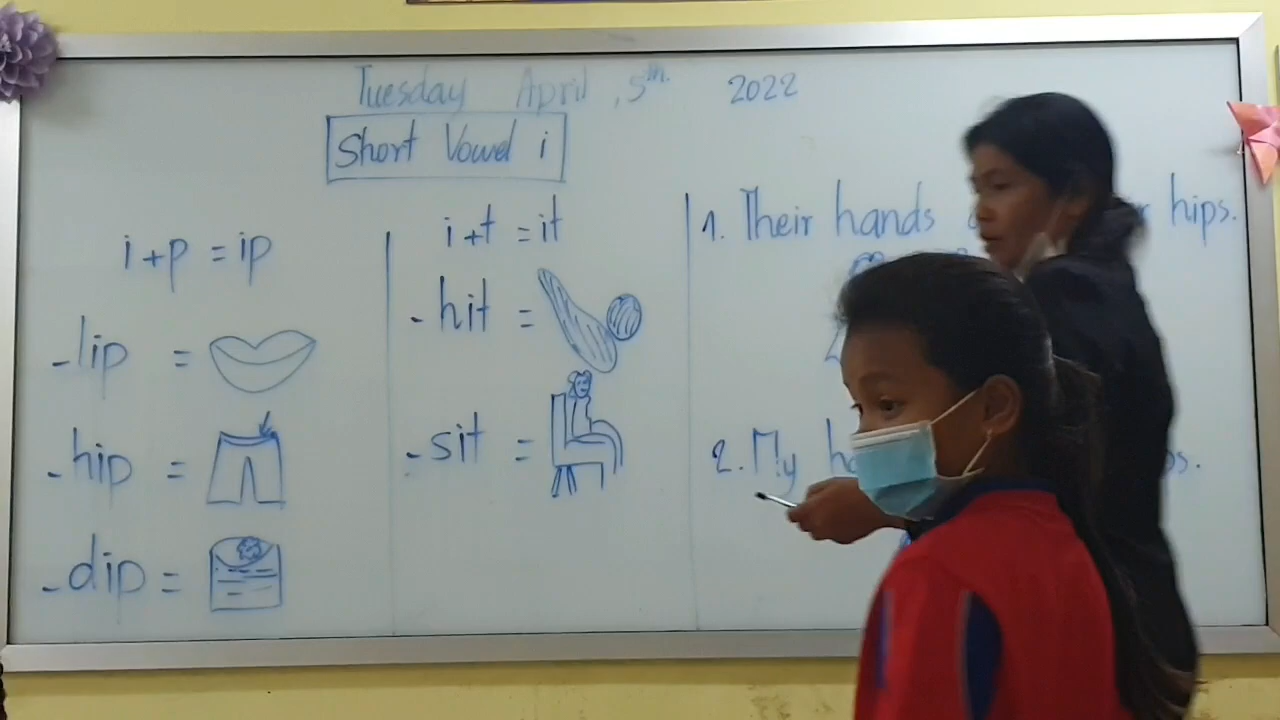 Tuesday April, 5th. 2022
Short Vowel i
i+p = ip
-lip =
-hip =
-dip =
i+t = it
-hit =
-sit =
1. Their hands hips.
2. My